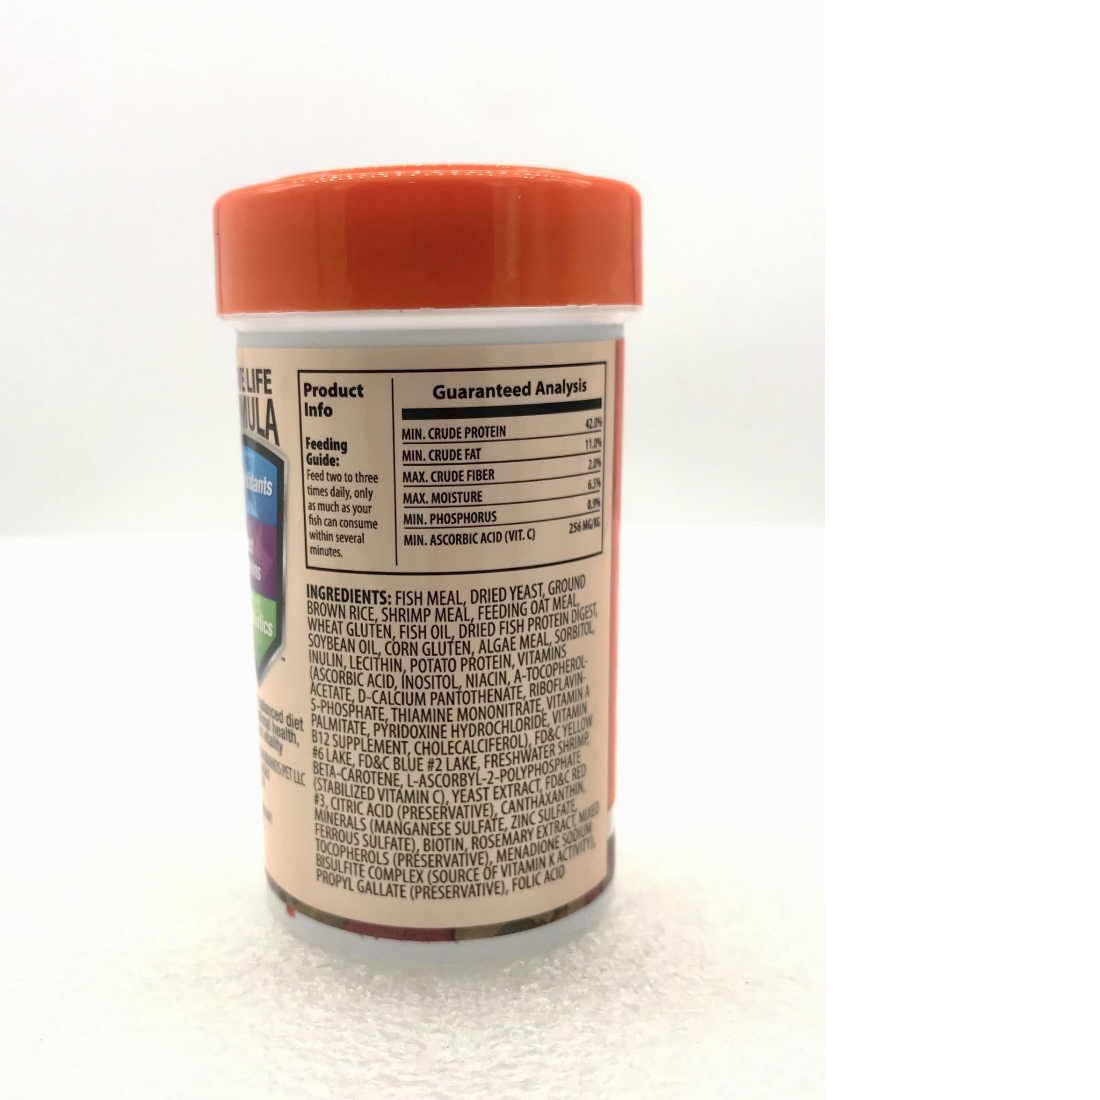 LIFE
Product
Info
Feeding
Guide:
Feed two to three
times daily, only
as much as your
fish can consume
within several
minutes.
Guaranteed Analysis
MIN. CRUDE PROTEIN 42.0%
MIN. CRUDE FAT 11.0%
MAX. CRUDE FIBER 2.0%
MAX. MOISTURE 6.5%
MIN. PHOSPHORUS 0.9%
MIN. ASCORBIC ACID (VIT. C) 256 MG/KG
INGREDIENTS: FISH MEAL, DRIED YEAST, GROUND
BROWN RICE, SHRIMP MEAL, FEEDING OAT MEAL,
WHEAT GLUTEN, FISH OIL, DRIED FISH PROTEIN DIGEST,
SOYBEAN OIL, CORN GLUTEN, ALGAE MEAL, SORBITOL,
INULIN, LECITHIN, POTATO PROTEIN, VITAMINS
(ASCORBIC ACID, INOSITOL, NIACIN, A-TOCOPHEROL-
ACETATE, D-CALCIUM PANTOTHENATE, RIBOFLAVIN-
5-PHOSPHATE, THIAMINE MONONITRATE, VITAMIN A
PALMITATE, PYRIDOXINE HYDROCHLORIDE, VITAMIN
B12 SUPPLEMENT, CHOLECALCIFEROL), FD&C YELLOW
#6 LAKE, FD&C BLUE #2 LAKE, FRESHWATER SHRIMP,
BETA-CAROTENE, L-ASCORBYL-2-POLYPHOSPHATE
(STABILIZED VITAMIN C), YEAST EXTRACT, FD&C RED
#3, CITRIC ACID (PRESERVATIVE), CANTHAXANTHIN,
MINERALS (MANGANESE SULFATE, ZINC SULFATE,
FERROUS SULFATE), BIOTIN, ROSEMARY EXTRACT, MIXED
TOCOPHEROLS (PRESERVATIVE), MENADIONE SODIUM
BISULFITE COMPLEX (SOURCE OF VITAMIN K ACTIVITY),
PROPYL GALLATE (PRESERVATIVE), FOLIC ACID
diet
health,
PET LLC